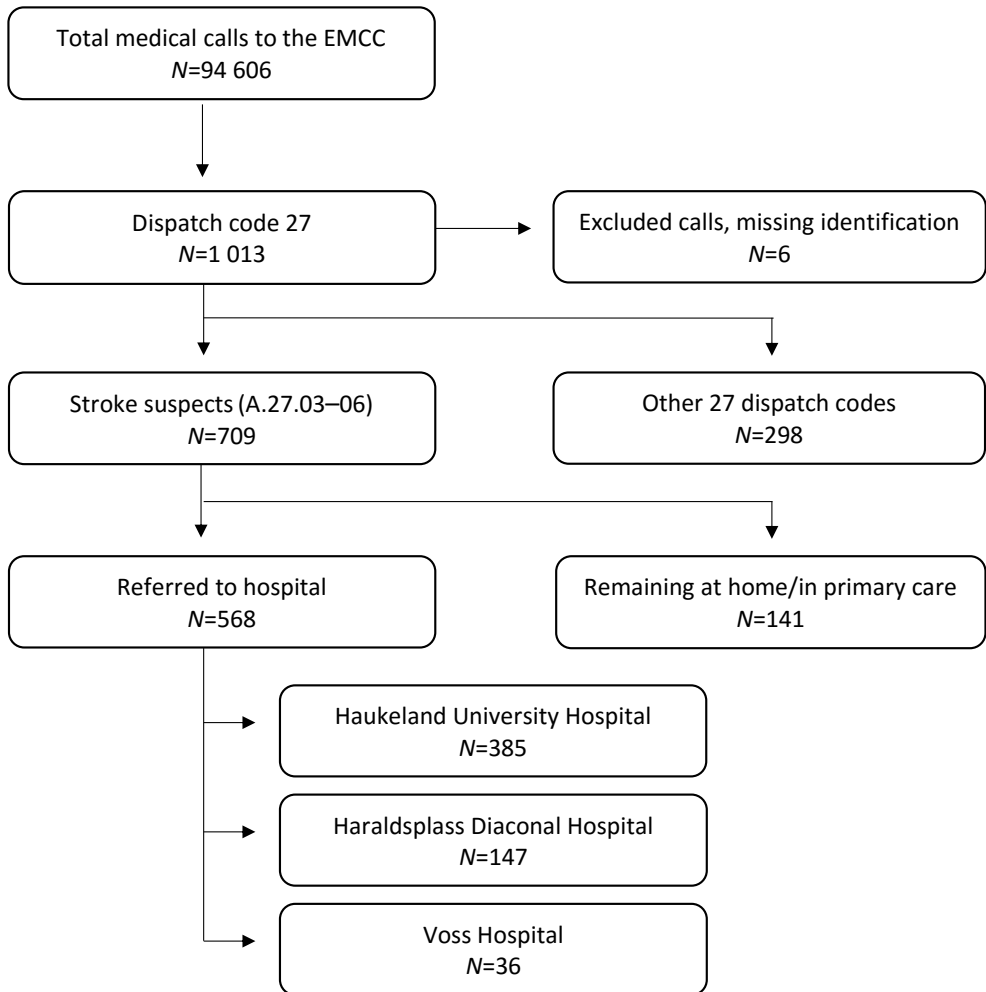 Total medical calls to the EMCC
N=94 606
Dispatch code 27
N=1 013
Excluded calls, missing identification
N=6
Stroke suspects (A.27.03–06)
N=709
Other 27 dispatch codes
N=298
Referred to hospital
N=568
Remaining at home/in primary care
N=141
Haukeland University Hospital
N=385
Haraldsplass Diaconal Hospital
N=147
Voss Hospital
N=36